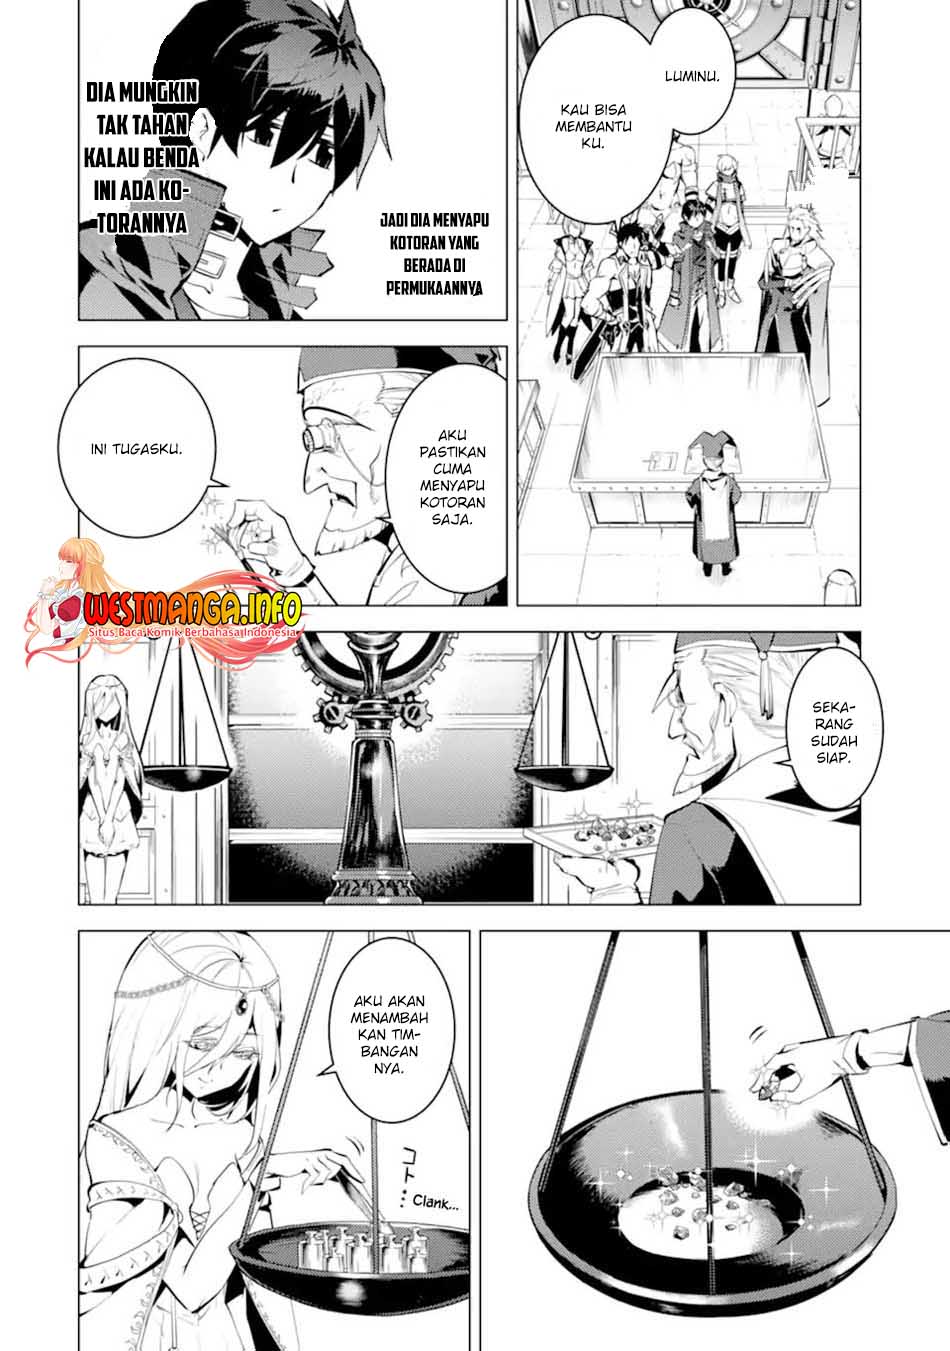 LUMINU.
KAU BISA
MEMBANTU
KU.
DIA MUNGKIN
TAK TAHAN
KALAU BENDA
INI ADA KO-
TORANNYA
JADI DIA MENYAPU
KOTORAN YANG
BERADA DI
PERMUKAANNYA
AKU
PASTIKAN
CUMA
MENYAPU
KOTORAN
SAJA.
INI TUGASKU.
WESTMANGA.INFO
Situs Baca Komik Berbahasa Indonesia
SEKA-
RANG
SUDAH
SIAP.
AKU AKAN
MENAMBAH
KAN TIM-
BANGAN
NYA.
コト…
Clank...